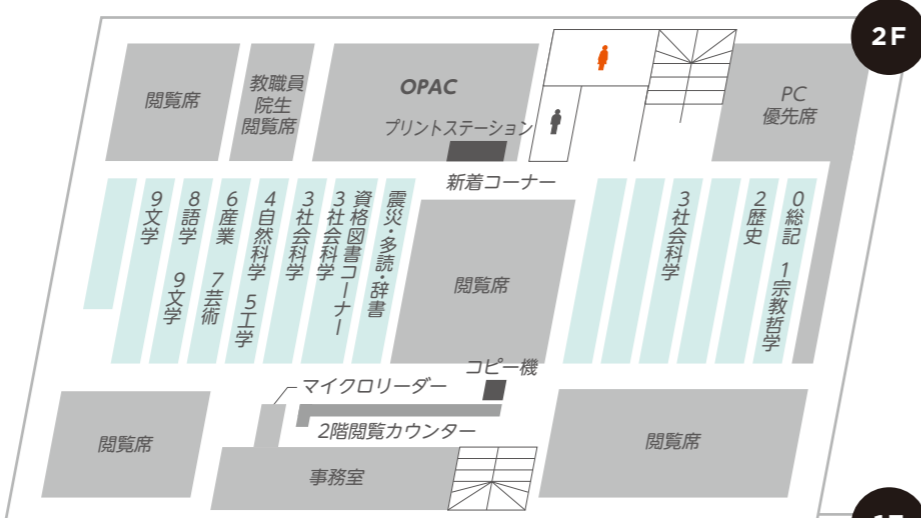 2F
閲覧席
教職員
院生
閲覧席
OPAC
プリントステーション
PC
優先席
新着コーナー
9文学
8語学 9文学
6産業 7芸術
4自然科学 5工学
3社会科学
3社会科学
資格図書コーナー
震災・多読・辞書
閲覧席
3社会科学
2歴史
0総記 1宗教哲学
コピー機
マイクロリーダー
2階閲覧カウンター
閲覧席
事務室
閲覧席